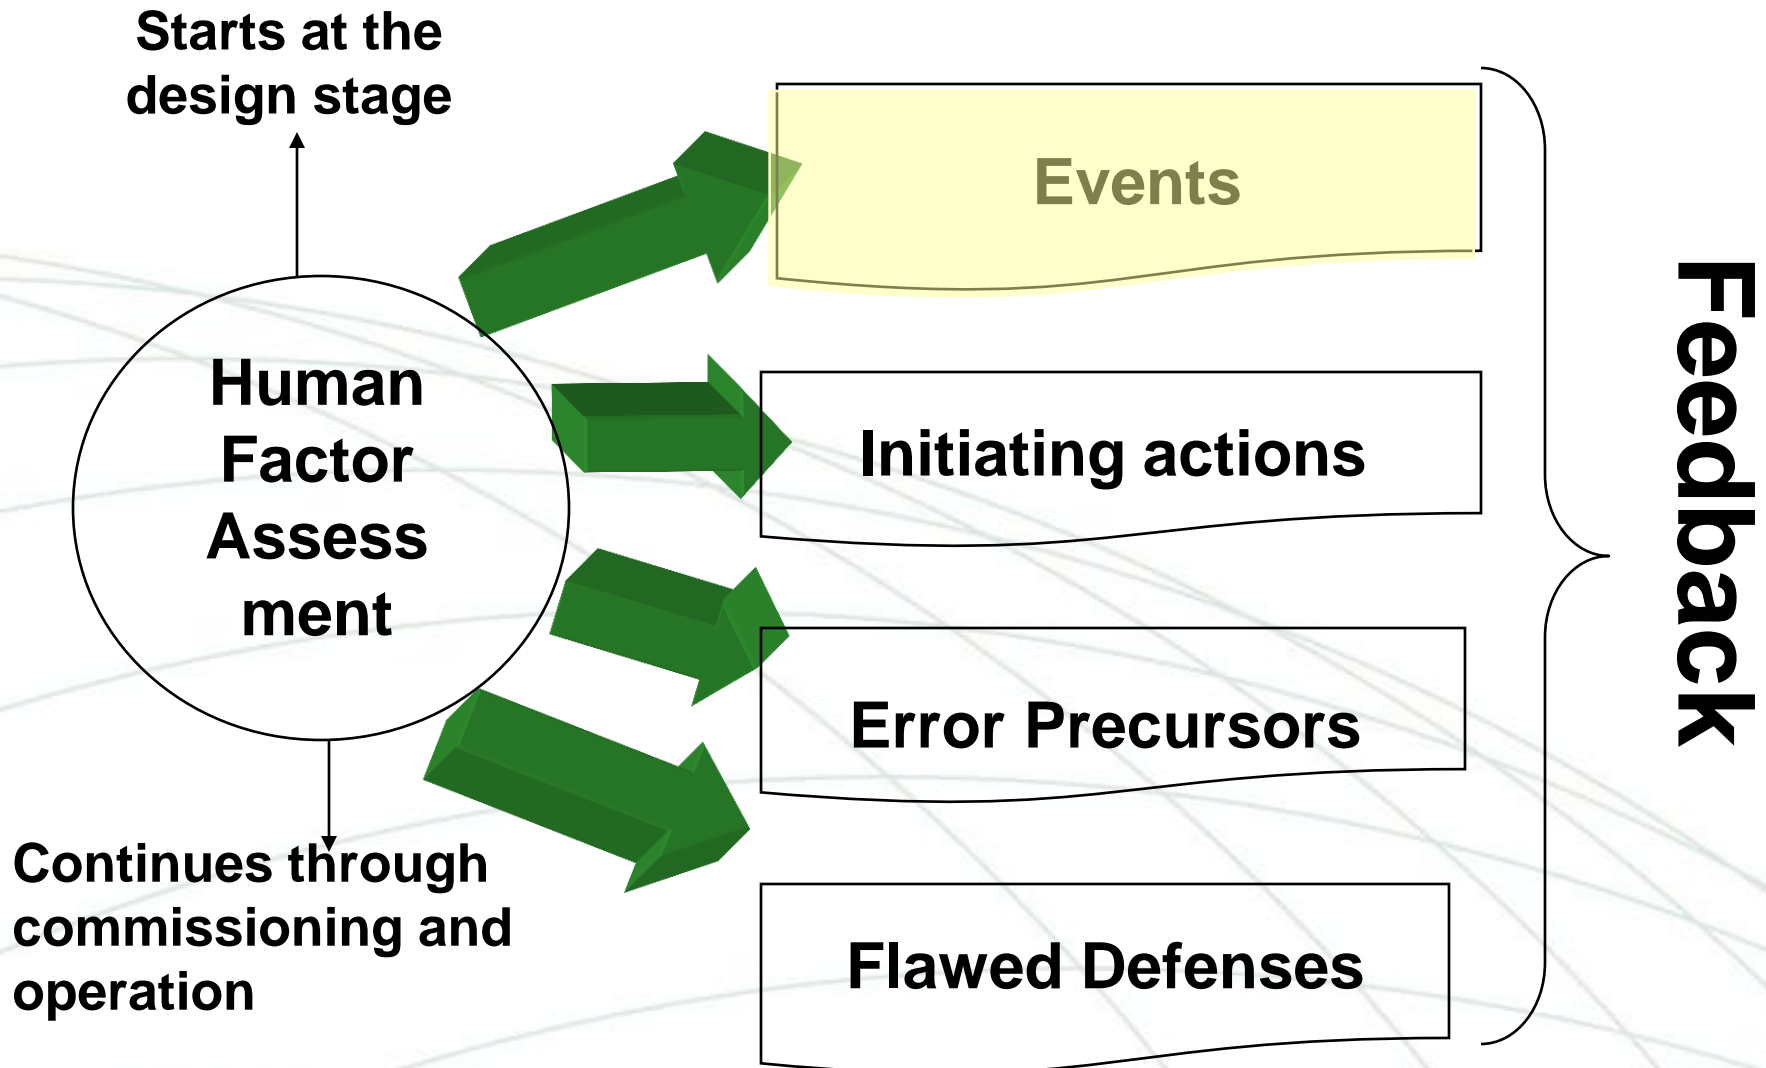 Starts at the
design stage
Events
Human
Factor
Assess
ment
Initiating actions
Error Precursors
Continues through
commissioning and
operation
Flawed Defenses
Feedback